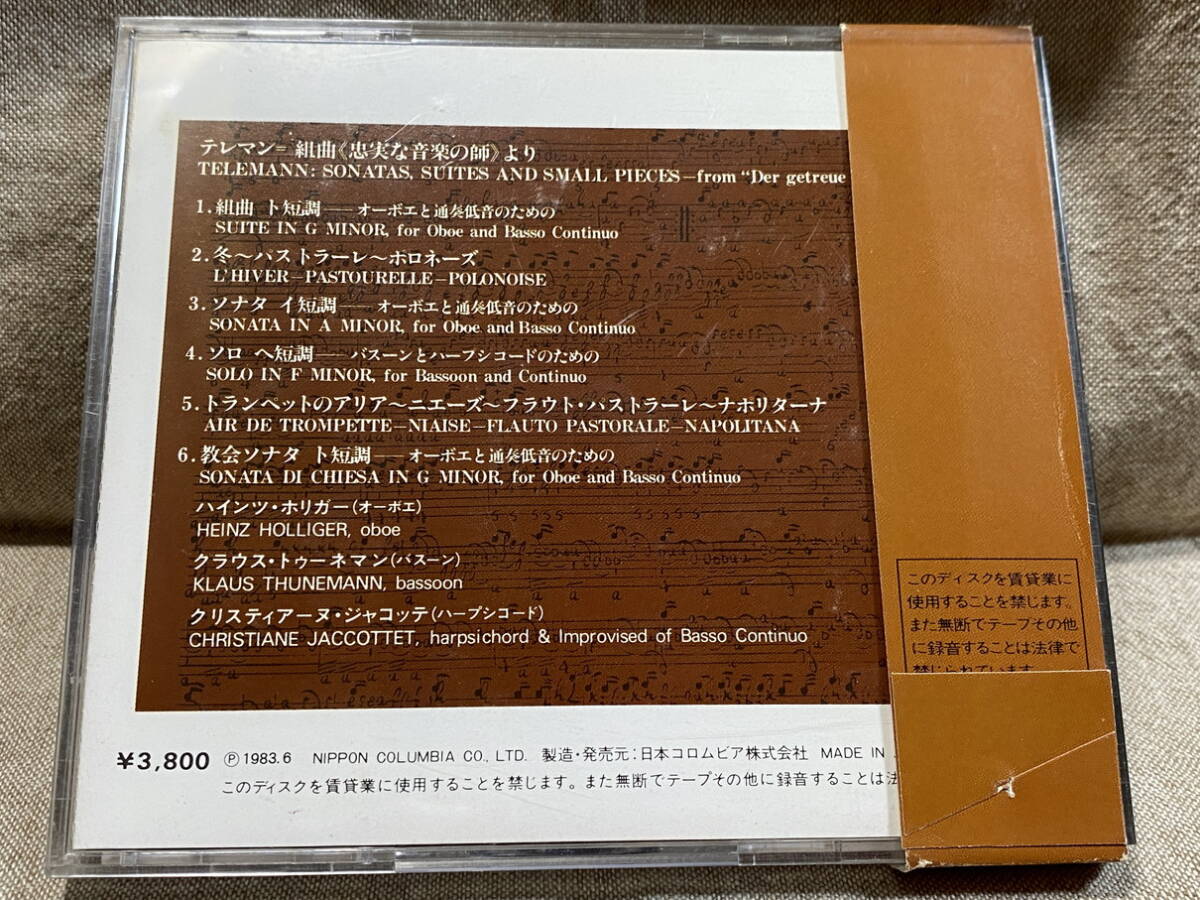 テレマン=組曲《忠実な音楽の師》より
TELEMANN: SONATAS, SUITES AND SMALL PIECES—from "Der getreue
1. 組曲 ト短調——オーボエと通奏低音のための
SUITE IN G MINOR, for Oboe and Basso Continuo
2. 冬〜パストラーレ〜ポロネーズ
L'HIVER—PASTOURELLE—POLONOISE
3. ソナタ イ短調——オーボエと通奏低音のための
SONATA IN A MINOR, for Oboe and Basso Continuo
4. ソロ ヘ短調——バスーンとハープシコードのための
SOLO IN F MINOR, for Bassoon and Continuo
5. トランペットのアリア〜ニエーズ〜フラウト・パストラーレ〜ナポリターナ
AIR DE TROMPETTE—NIAISE—FLAUTO PASTORALE—NAPOLITANA
6. 教会ソナタ ト短調——オーボエと通奏低音のための
SONATA DI CHIESA IN G MINOR, for Oboe and Basso Continuo
ハインツ・ホリガー(オーボエ)
HEINZ HOLLIGER, oboe
クラウス・トゥーネマン(バスーン)
KLAUS THUNEMANN, bassoon
クリスティアーヌ・ジャコッテ(ハープシコード)
CHRISTIANE JACCOTTET, harpsichord & Improvised of Basso Continuo
¥3,800 Ⓟ1983.6 NIPPON COLUMBIA CO., LTD. 製造・発売元:日本コロムビア株式会社 MADE IN
このディスクを賃貸業に使用することを禁じます。また無断でテープその他に録音することは法
このディスクを賃貸業に
使用することを禁じます。
また無断でテープその他
に録音することは法律で
禁じられています